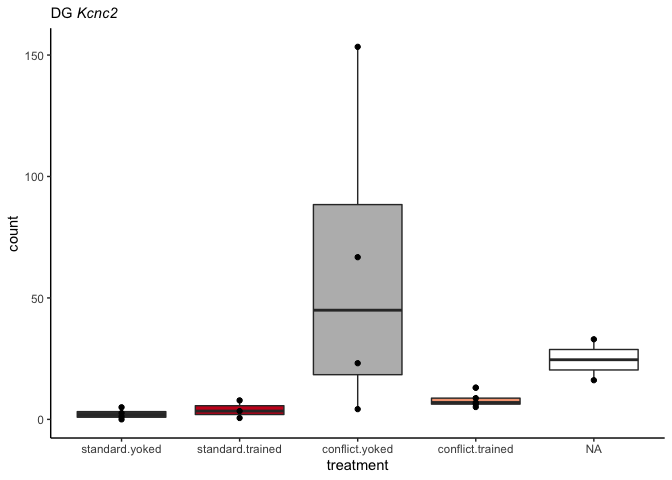 DG Kcnc2
150
100
50
0
count
standard.yoked
standard.trained
conflict.yoked
conflict.trained
NA
treatment